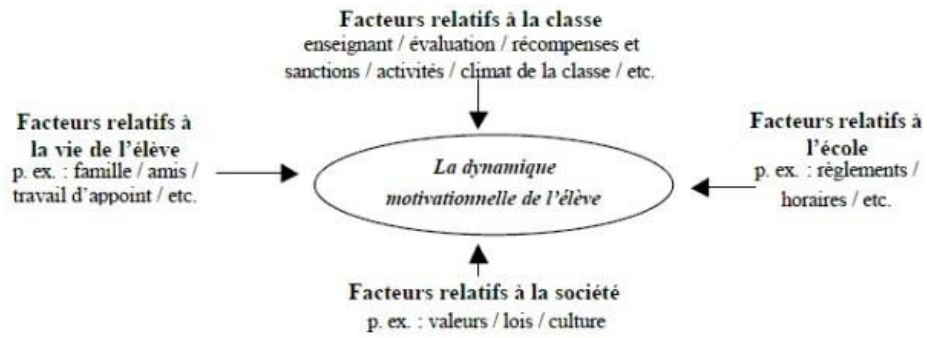 Facteurs relatifs à la classe
enseignant / évaluation / récompenses et
sanctions / activités / climat de la classe / etc.
Facteurs relatifs à
la vie de l'élève
p. ex. : famille / amis /
travail d'appoint / etc.
La dynamique
motivationnelle de l'élève
Facteurs relatifs à
l'école
p. ex. : règlements /
horaires / etc.
Facteurs relatifs à la société
p. ex. : valeurs / lois / culture